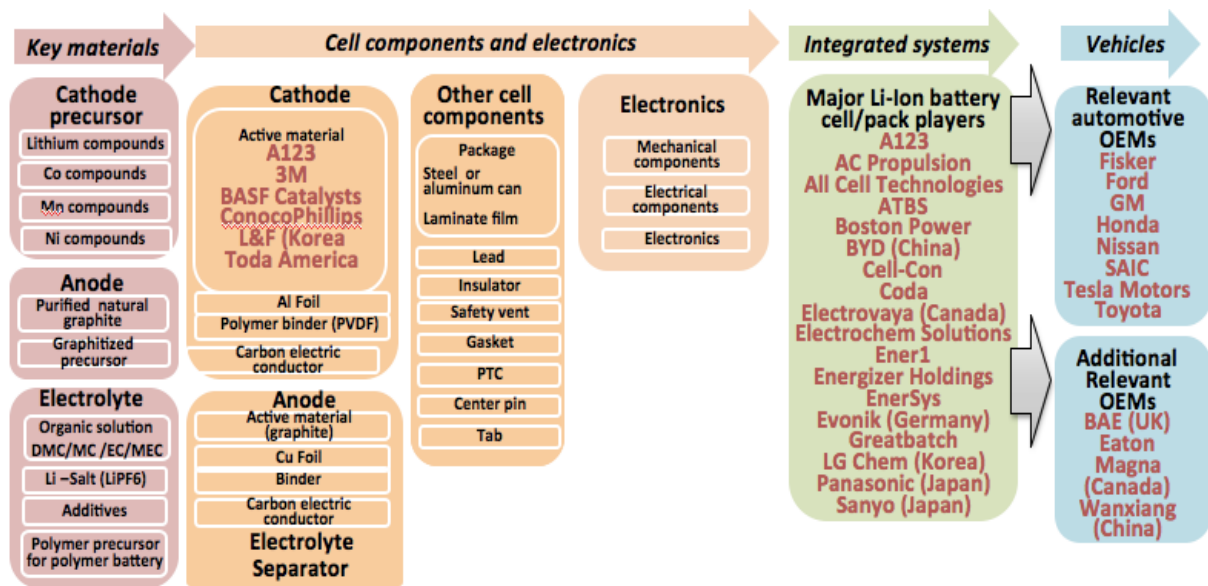 Key materials
Cell components and electronics
Integrated systems
Vehicles
Cathode
precursor
Lithium compounds
Co compounds
Mn compounds
Ni compounds
Anode
Purified natural
graphite
Graphitized
precursor
Electrolyte
Organic solution
DMC/MC /EC/MEC
Li –Salt (LiPF6)
Additives
Polymer precursor
for polymer battery
Cathode
Active material
A123
3M
BASF Catalysts
ConocoPhillips
L&F (Korea
Toda America
Al Foil
Polymer binder (PVDF)
Carbon electric
conductor
Anode
Active material
(graphite)
Cu Foil
Binder
Carbon electric
conductor
Electrolyte
Separator
Other cell
components
Package
Steel or
aluminum can
Laminate film
Lead
Insulator
Safety vent
Gasket
PTC
Center pin
Tab
Electronics
Mechanical
components
Electrical
components
Electronics
Major Li-Ion battery
cell/pack players
A123
AC Propulsion
All Cell Technologies
ATBS
Boston Power
BYD (China)
Cell-Con
Coda
Electrovaya (Canada)
Electrochem Solutions
Ener1
Energizer Holdings
EnerSys
Evonik (Germany)
Greatbatch
LG Chem (Korea)
Panasonic (Japan)
Sanyo (Japan)
Relevant
automotive
OEMs
Fisker
Ford
GM
Honda
Nissan
SAIC
Tesla Motors
Toyota
Additional
Relevant
OEMs
BAE (UK)
Eaton
Magna
(Canada)
Wanxiang
(China)